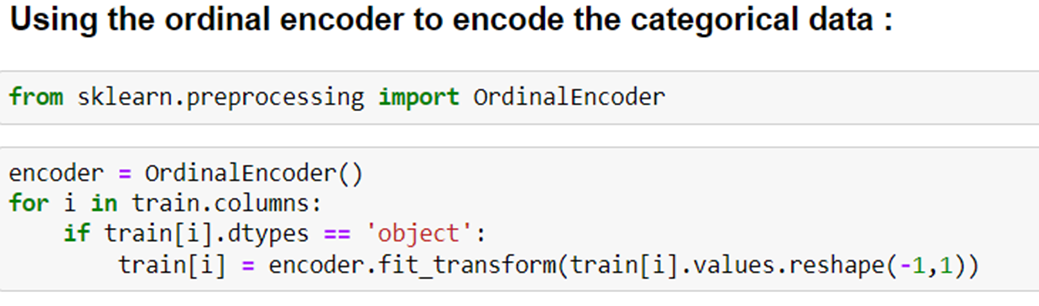 Using the ordinal encoder to encode the categorical data :
from sklearn.preprocessing import OrdinalEncoder
encoder = OrdinalEncoder()
for i in train.columns:
    if train[i].dtypes == 'object':
        train[i] = encoder.fit_transform(train[i].values.reshape(-1,1))